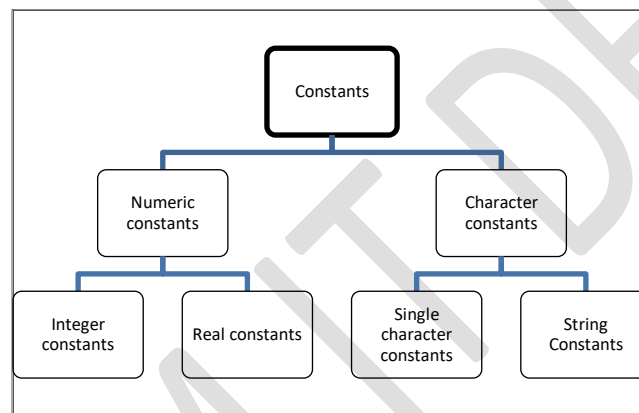 Constants
Numeric
constants
Character
constants
Integer
constants
Real constants
Single
character
constants
String
Constants